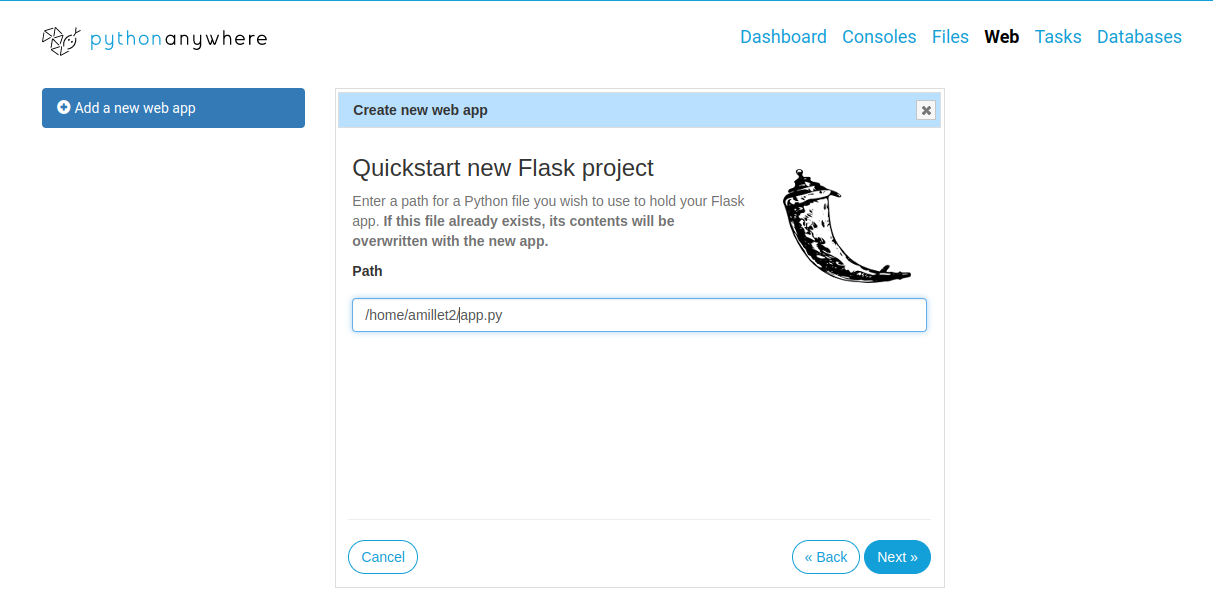 pythonanywhere
Dashboard Consoles Files Web Tasks Databases
Add a new web app
Create new web app
Quickstart new Flask project
Enter a path for a Python file you wish to use to hold your Flask
app. If this file already exists, its contents will be
overwritten with the new app.
Path
/home/amillet2/app.py
Cancel
« Back
Next »